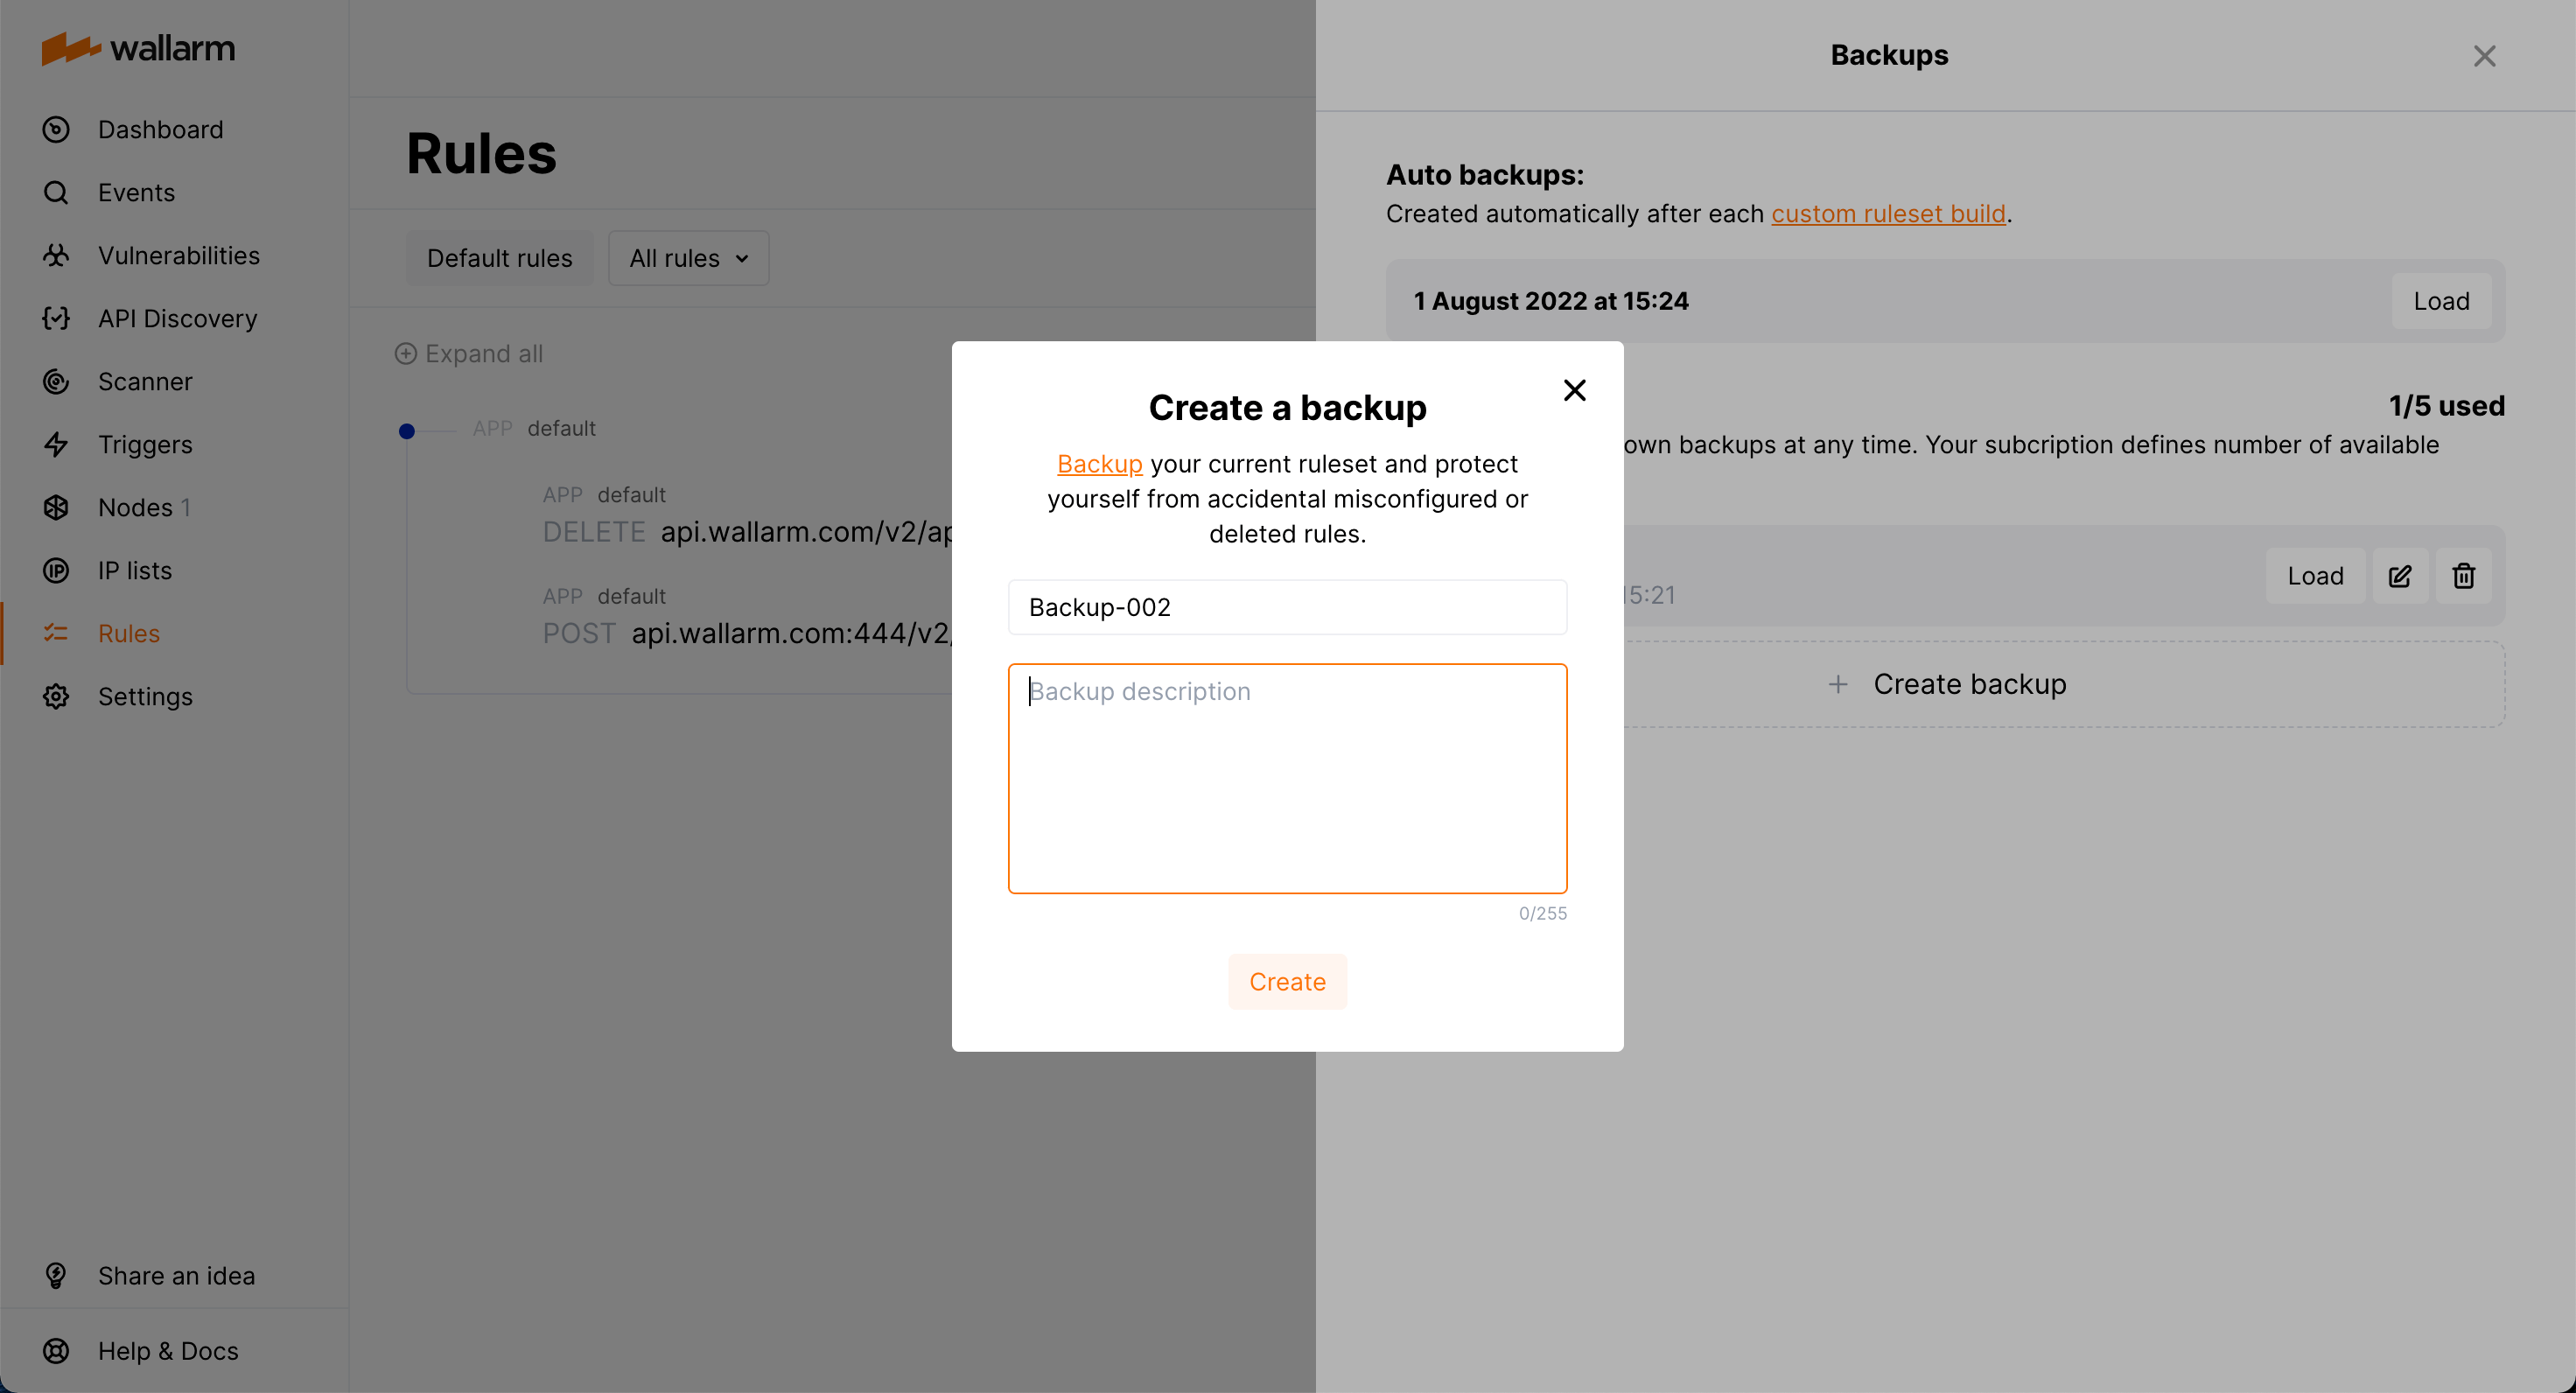 wallarm
Dashboard
Events
Vulnerabilities
API Discovery
Scanner
Triggers
Nodes 1
IP lists
Rules
Settings
Share an idea
Help & Docs
Rules
Default rules All rules
Expand all
APP default
APP default
DELETE api.wallarm.com/v2/ap
APP default
POST api.wallarm.com:444/v2/
Backups
Auto backups:
Created automatically after each custom ruleset build.
1 August 2022 at 15:24 Load
1/5 used
own backups at any time. Your subcription defines number of available
15:21 Load
Create backup
Create a backup
Backup your current ruleset and protect
yourself from accidental misconfigured or
deleted rules.
Backup-002
Backup description
0/255
Create